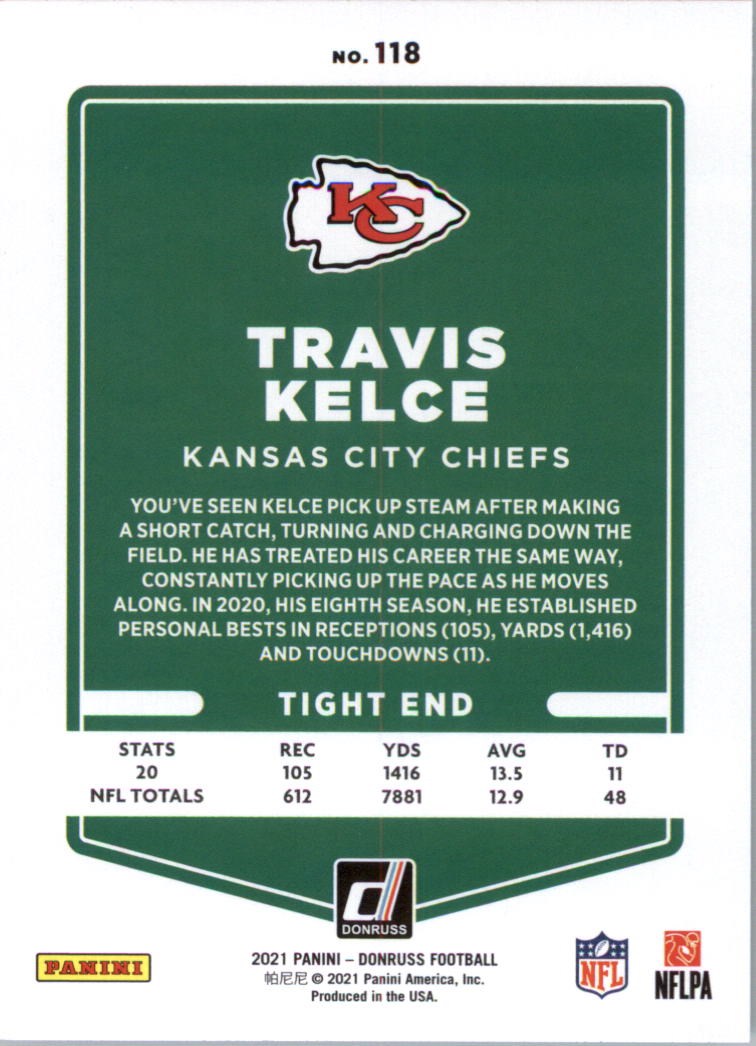 NO. 118
KC
TRAVIS
KELCE
KANSAS CITY CHIEFS
YOU'VE SEEN KELCE PICK UP STEAM AFTER MAKING
A SHORT CATCH, TURNING AND CHARGING DOWN THE
FIELD. HE HAS TREATED HIS CAREER THE SAME WAY,
CONSTANTLY PICKING UP THE PACE AS HE MOVES
ALONG. IN 2020, HIS EIGHTH SEASON, HE ESTABLISHED
PERSONAL BESTS IN RECEPTIONS (105), YARDS (1,416)
AND TOUCHDOWNS (11).
TIGHT END
STATS REC YDS AVG TD
20 105 1416 13.5 11
NFL TOTALS 612 7881 12.9 48
d
DONRUSS
PANINI
2021 PANINI – DONRUSS FOOTBALL
帕尼尼 © 2021 Panini America, Inc.
Produced in the USA.
NFL
NFLPA